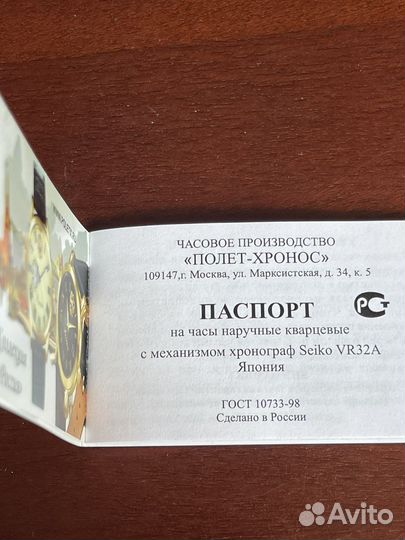 ЧАСОВОЕ ПРОИЗВОДСТВО
«ПОЛЕТ-ХРОНОС»
109147,г. Москва, ул. Марксистская, д. 34, к. 5
ПАСПОРТ
РСТ
на часы наручные кварцевые
с механизмом хронограф Seiko VR32A
Япония
ГОСТ 10733-98
Сделано в России
Avito